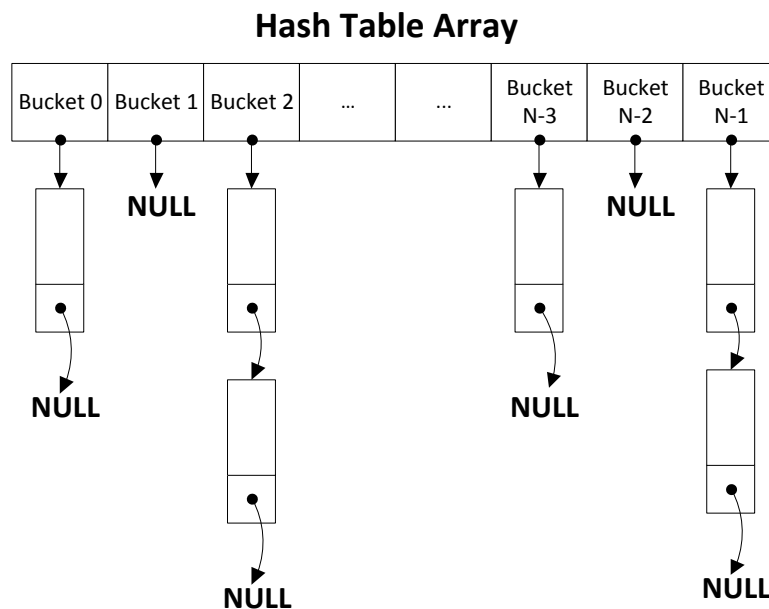 Hash Table Array
Bucket 0
Bucket 1
Bucket 2
...
...
Bucket
N-3
Bucket
N-2
Bucket
N-1
NULL
NULL
NULL
NULL
NULL
NULL